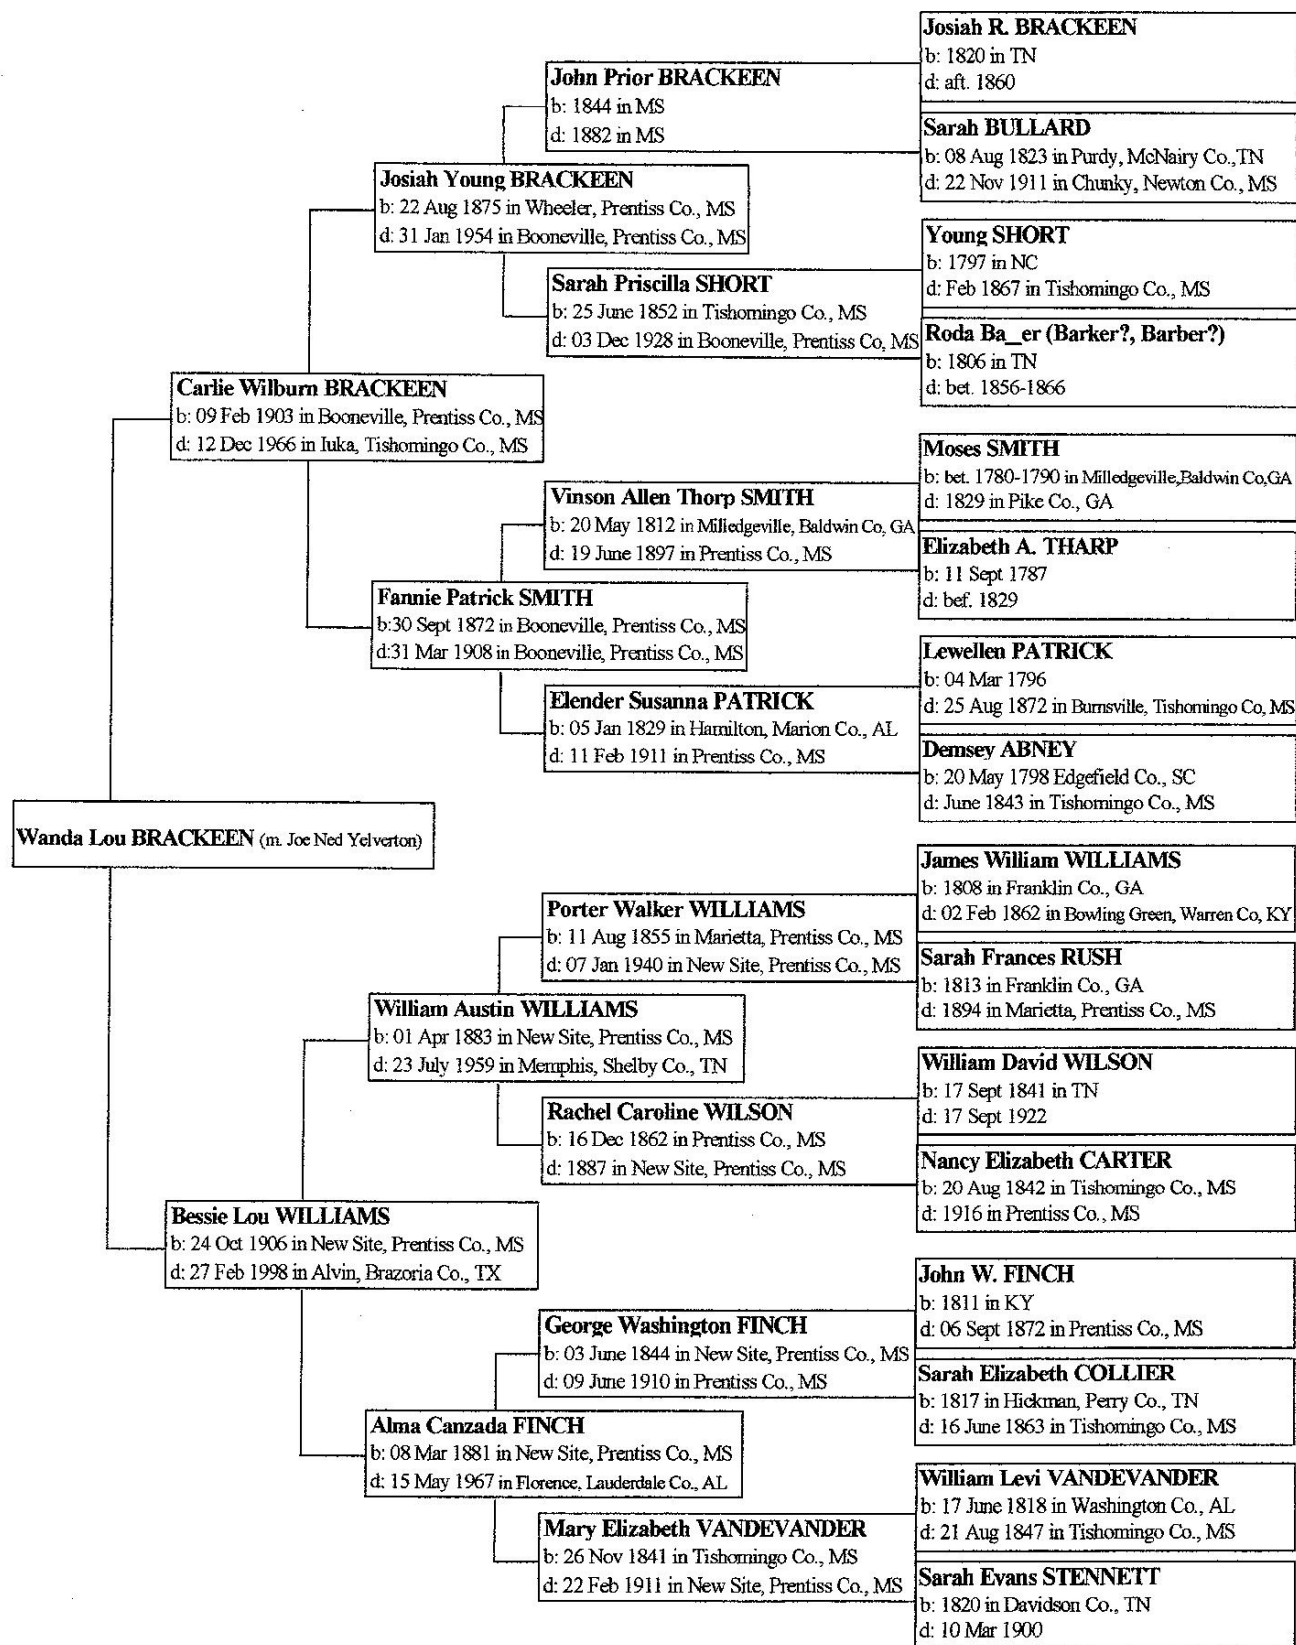 Josiah R. BRACKEEN
b: 1820 in TN
d: aft. 1860
John Prior BRACKEEN
b: 1844 in MS
d: 1882 in MS
Sarah BULLARD
b: 08 Aug 1823 in Purdy, McNairy Co.,TN
d: 22 Nov 1911 in Chunky, Newton Co., MS
Josiah Young BRACKEEN
b: 22 Aug 1875 in Wheeler, Prentiss Co., MS
d: 31 Jan 1954 in Booneville, Prentiss Co., MS
Young SHORT
b: 1797 in NC
d: Feb 1867 in Tishomingo Co., MS
Sarah Priscilla SHORT
b: 25 June 1852 in Tishomingo Co., MS
d: 03 Dec 1928 in Booneville, Prentiss Co, MS
Roda Ba_er (Barker?, Barber?)
b: 1806 in TN
d: bet. 1856-1866
Carlie Wilburn BRACKEEN
b: 09 Feb 1903 in Booneville, Prentiss Co., MS
d: 12 Dec 1966 in Iuka, Tishomingo Co., MS
Moses SMITH
b: bet. 1780-1790 in Milledgeville,Baldwin Co,GA
d: 1829 in Pike Co., GA
Vinson Allen Thorp SMITH
b: 20 May 1812 in Milledgeville, Baldwin Co, GA
d: 19 June 1897 in Prentiss Co., MS
Elizabeth A. THARP
b: 11 Sept 1787
d: bef. 1829
Fannie Patrick SMITH
b:30 Sept 1872 in Booneville, Prentiss Co., MS
d:31 Mar 1908 in Booneville, Prentiss Co., MS
Lewellen PATRICK
b: 04 Mar 1796
d: 25 Aug 1872 in Burnsville, Tishomingo Co, MS
Elender Susanna PATRICK
b: 05 Jan 1829 in Hamilton, Marion Co., AL
d: 11 Feb 1911 in Prentiss Co., MS
Demsey ABNEY
b: 20 May 1798 Edgefield Co., SC
d: June 1843 in Tishomingo Co., MS
Wanda Lou BRACKEEN (m. Joe Ned Yelverton)
James William WILLIAMS
b: 1808 in Franklin Co., GA
d: 02 Feb 1862 in Bowling Green, Warren Co, KY
Porter Walker WILLIAMS
b: 11 Aug 1855 in Marietta, Prentiss Co., MS
d: 07 Jan 1940 in New Site, Prentiss Co., MS
Sarah Frances RUSH
b: 1813 in Franklin Co., GA
d: 1894 in Marietta, Prentiss Co., MS
William Austin WILLIAMS
b: 01 Apr 1883 in New Site, Prentiss Co., MS
d: 23 July 1959 in Memphis, Shelby Co., TN
William David WILSON
b: 17 Sept 1841 in TN
d: 17 Sept 1922
Rachel Caroline WILSON
b: 16 Dec 1862 in Prentiss Co., MS
d: 1887 in New Site, Prentiss Co., MS
Nancy Elizabeth CARTER
b: 20 Aug 1842 in Tishomingo Co., MS
d: 1916 in Prentiss Co., MS
Bessie Lou WILLIAMS
b: 24 Oct 1906 in New Site, Prentiss Co., MS
d: 27 Feb 1998 in Alvin, Brazoria Co., TX
John W. FINCH
b: 1811 in KY
d: 06 Sept 1872 in Prentiss Co., MS
George Washington FINCH
b: 03 June 1844 in New Site, Prentiss Co., MS
d: 09 June 1910 in Prentiss Co., MS
Sarah Elizabeth COLLIER
b: 1817 in Hickman, Perry Co., TN
d: 16 June 1863 in Tishomingo Co., MS
Alma Canzada FINCH
b: 08 Mar 1881 in New Site, Prentiss Co., MS
d: 15 May 1967 in Florence, Lauderdale Co., AL
William Levi VANDEVANDER
b: 17 June 1818 in Washington Co., AL
d: 21 Aug 1847 in Tishomingo Co., MS
Mary Elizabeth VANDEVANDER
b: 26 Nov 1841 in Tishomingo Co., MS
d: 22 Feb 1911 in New Site, Prentiss Co., MS
Sarah Evans STENNETT
b: 1820 in Davidson Co., TN
d: 10 Mar 1900